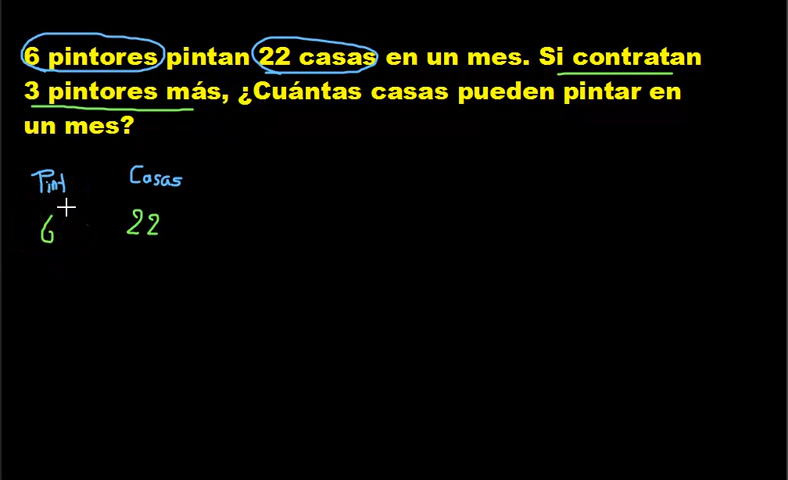 6 pintores pintan 22 casas en un mes. Si contratan
3 pintores más, ¿Cuántas casas pueden pintar en
un mes?
Pint Casas
6 22